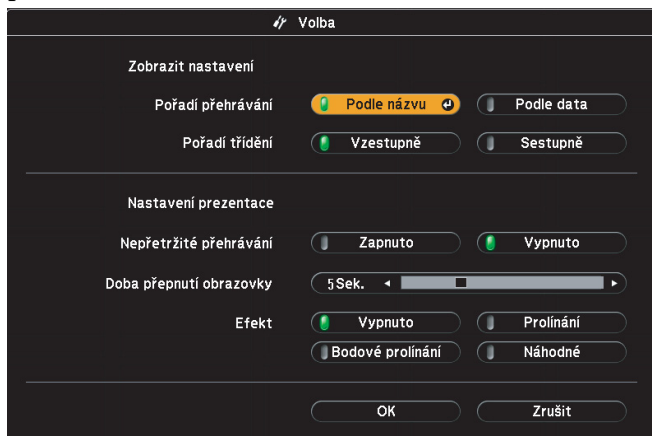 Volba
Zobrazit nastavení
Pořadí přehrávání Podle názvu Podle data
Pořadí třídění Vzestupně Sestupně
Nastavení prezentace
Nepřetržité přehrávání Zapnuto Vypnuto
Doba přepnutí obrazovky 5Sek.
Efekt Vypnuto Prolínání
Bodové prolínání Náhodné
OK Zrušit